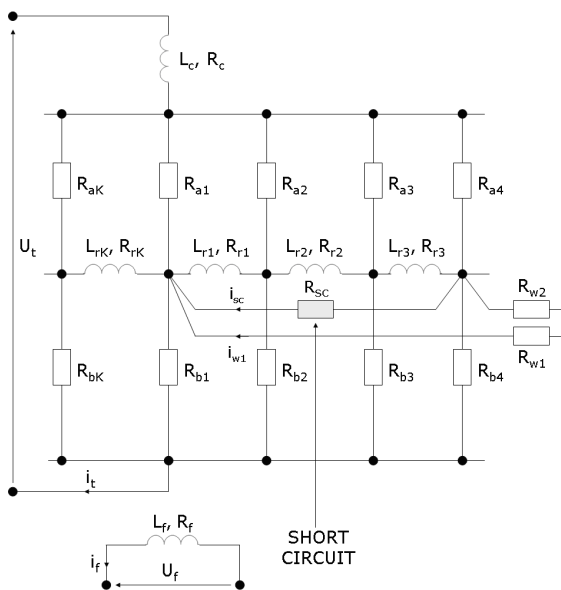 Lc, Rc
RaK
Ra1
Ra2
Ra3
Ra4
Ut
LrK, RrK
Lr1, Rr1
Lr2, Rr2
Lr3, Rr3
isc
RSC
Rw2
iw1
Rw1
RbK
Rb1
Rb2
Rb3
Rb4
it
Lf, Rf
SHORT
CIRCUIT
if
Uf